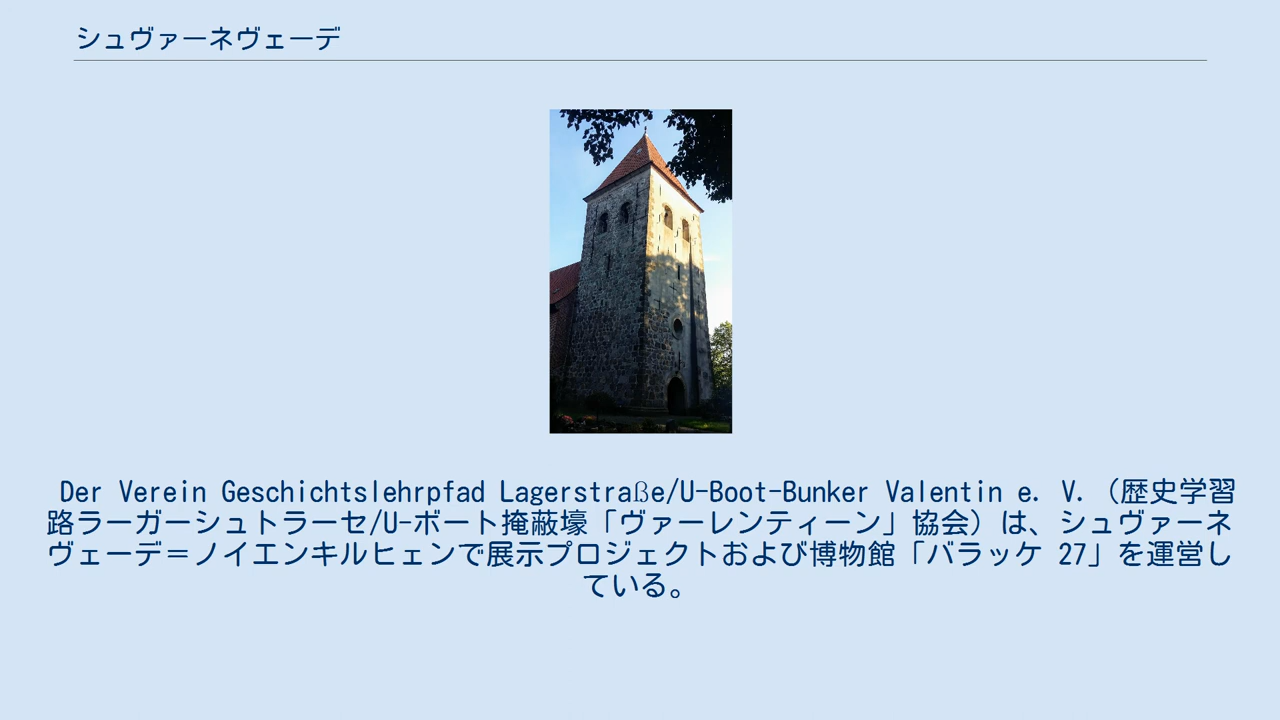 シュヴァーネヴェーデ
Der Verein Geschichtslehrpfad Lagerstraße/U-Boot-Bunker Valentin e. V.（歴史学習
路ラーガーシュトラーセ/U-ボート掩蔽壕「ヴァーレンティーン」協会）は、シュヴァーネ
ヴェーデ＝ノイエンキルヒェンで展示プロジェクトおよび博物館「バラッケ 27」を運営し
ている。